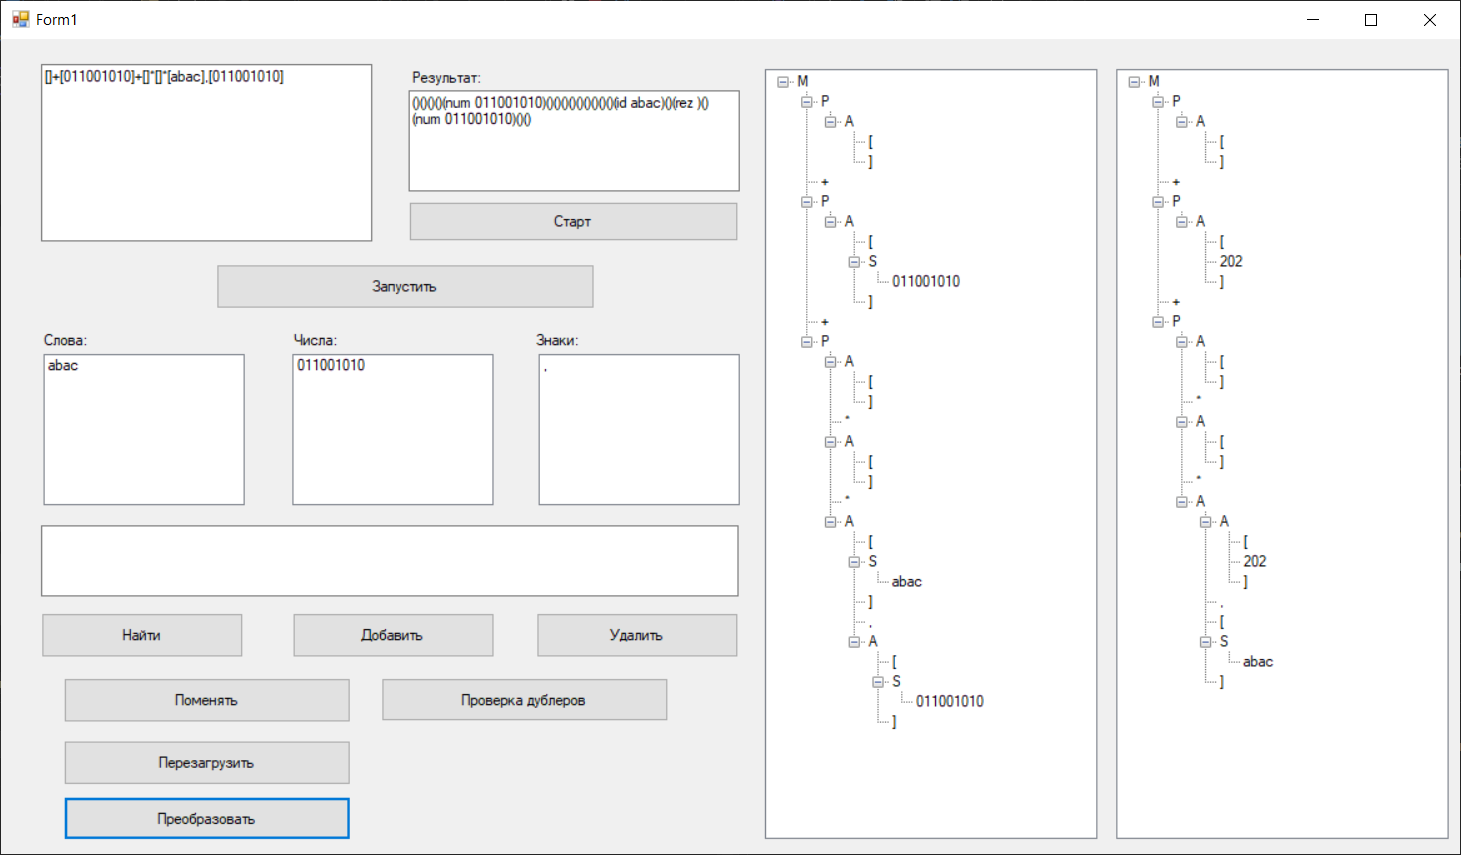 Form1
[]+[011001010]+[]*[]*[abac],[011001010]
Результат:
()()()()(num 011001010)()()()()()()()()()(id abac)()(rez )()
(num 011001010)()()
Старт
Запустить
Слова:
Числа:
Знаки:
abac
011001010
,
Найти
Добавить
Удалить
Поменять
Проверка дублеров
Перезагрузить
Преобразовать
M
P
A
[
]
+
P
A
[
S
011001010
]
+
P
A
[
]
*
A
[
]
*
A
[
S
abac
]
,
A
[
S
011001010
]
M
P
A
[
]
+
P
A
[
202
]
+
P
A
[
]
*
A
[
]
*
A
A
[
202
]
,
[
S
abac
]